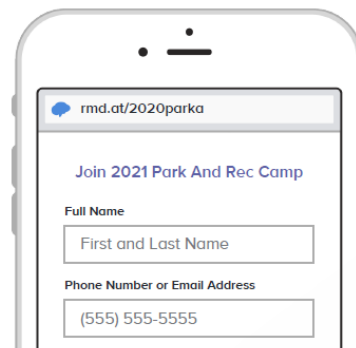 rmd.at/2020parka
Join 2021 Park And Rec Camp
Full Name
First and Last Name
Phone Number or Email Address
(555) 555-5555